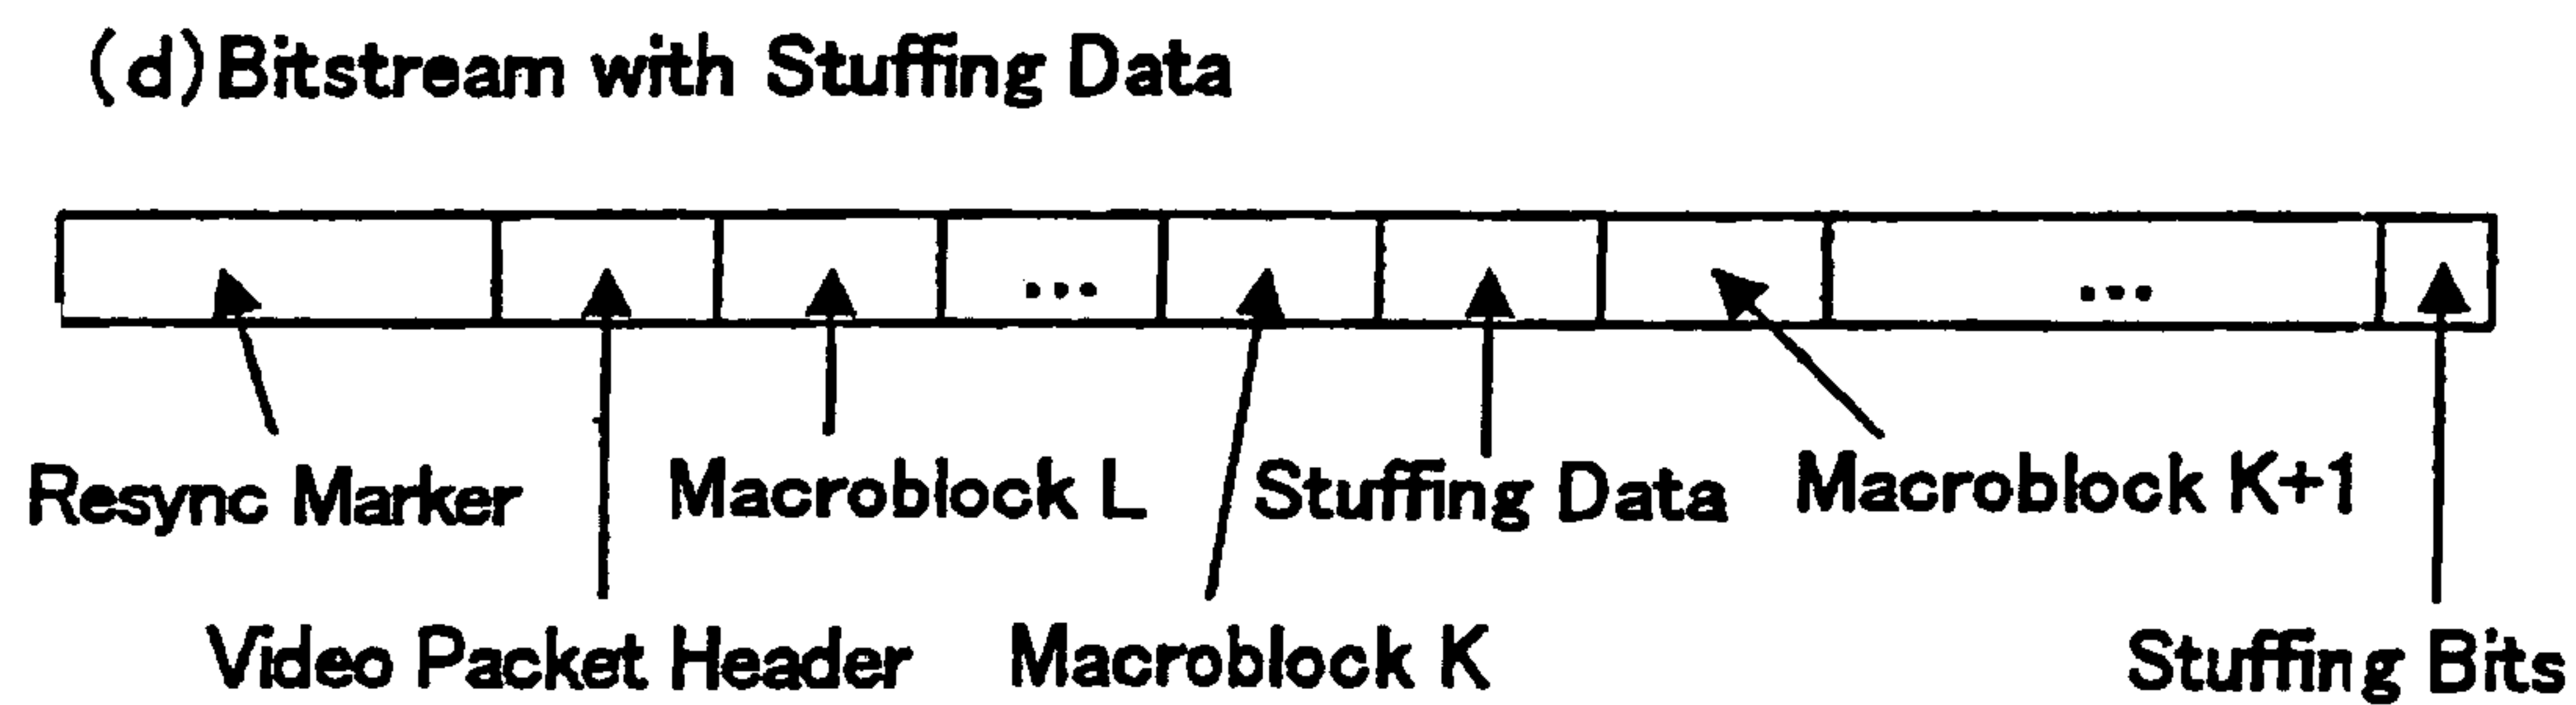 (d)Bitstream with Stuffing Data
... ...
Resync Marker Macroblock L Stuffing Data Macroblock K+1
Video Packet Header Macroblock K Stuffing Bits